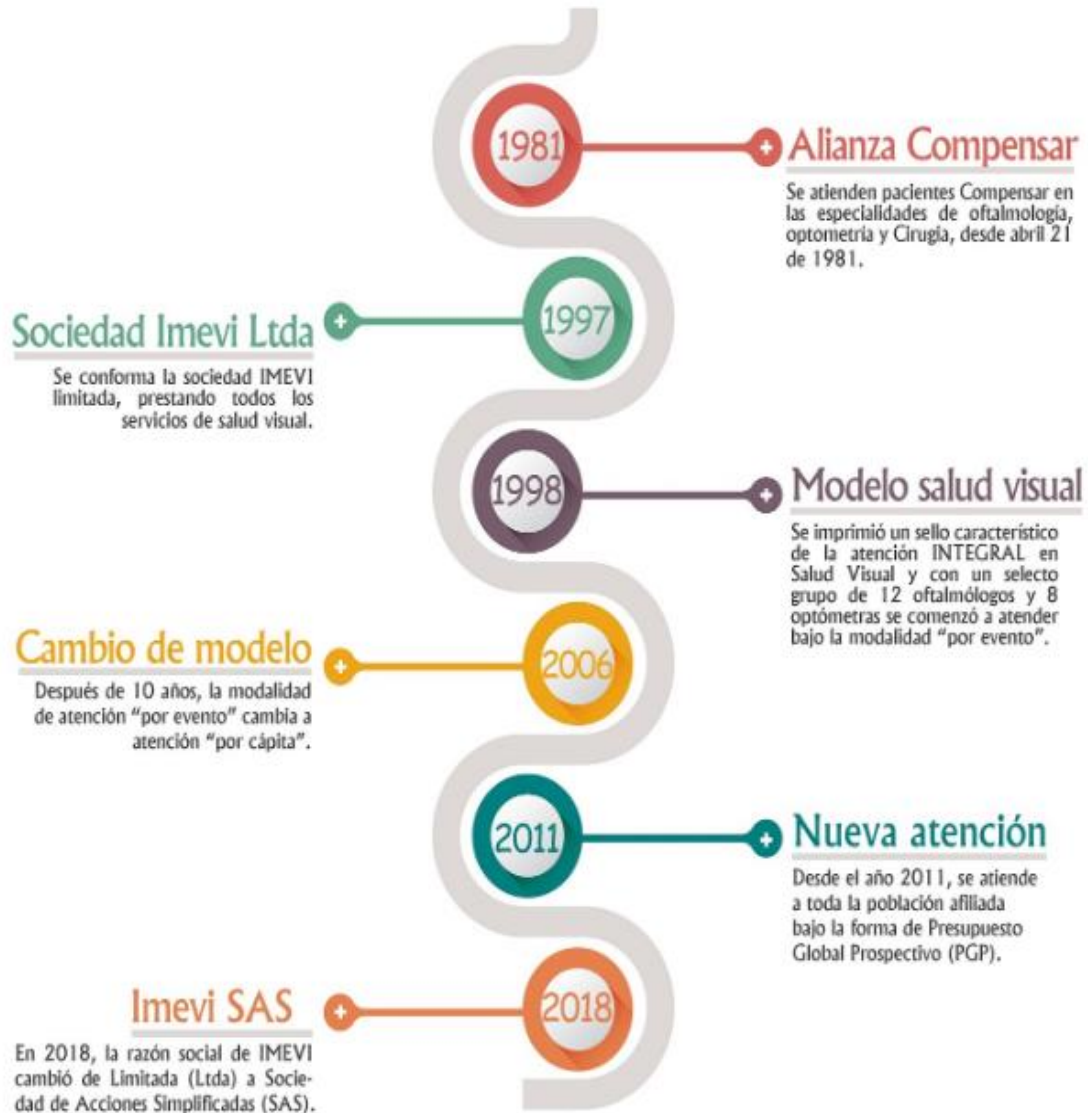 1981
Alianza Compensar
Se atienden pacientes Compensar en
las especialidades de oftalmología,
optometría y Cirugía, desde abril 21
de 1981.
1997
Sociedad Imevi Ltda
Se conforma la sociedad IMEVI
limitada, prestando todos los
servicios de salud visual.
1998
Modelo salud visual
Se imprimió un sello característico
de la atención INTEGRAL en
Salud Visual y con un selecto
grupo de 12 oftalmólogos y 8
optómetras se comenzó a atender
bajo la modalidad “por evento”.
2006
Cambio de modelo
Después de 10 años, la modalidad
de atención “por evento” cambia a
atención “por cápita”.
2011
Nueva atención
Desde el año 2011, se atiende
a toda la población afiliada
bajo la forma de Presupuesto
Global Prospectivo (PGP).
2018
Imevi SAS
En 2018, la razón social de IMEVI
cambió de Limitada (Ltda) a Socie-
dad de Acciones Simplificadas (SAS).